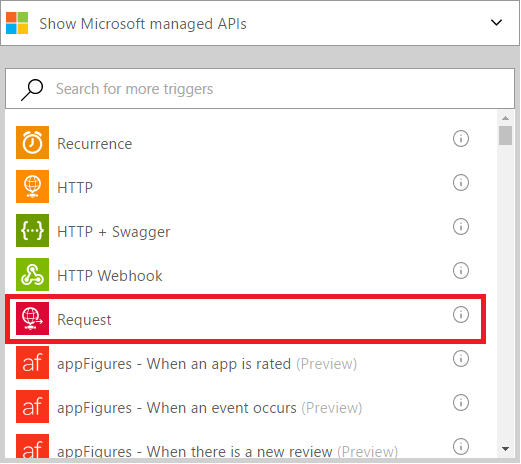 Show Microsoft managed APIs
Search for more triggers
Recurrence
HTTP
HTTP + Swagger
HTTP Webhook
Request
af appFigures - When an app is rated (Preview)
af appFigures - When an event occurs (Preview)
af appFigures - When there is a new review (Preview)